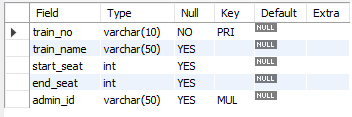 Field Type Null Key Default Extra
train_no varchar(10) NO PRI NULL
train_name varchar(50) YES NULL
start_seat int YES NULL
end_seat int YES NULL
admin_id varchar(50) YES MUL NULL